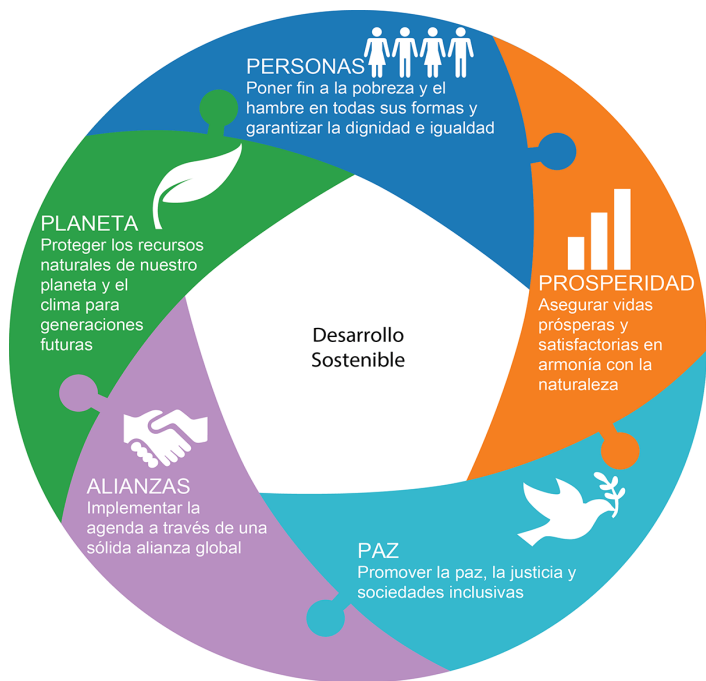 PERSONAS
Poner fin a la pobreza y el
hambre en todas sus formas y
garantizar la dignidad e igualdad
PLANETA
Proteger los recursos
naturales de nuestro
planeta y el
clima para
generaciones
futuras
PROSPERIDAD
Asegurar vidas
prósperas y
satisfactorias en
armonía con la
naturaleza
Desarrollo
Sostenible
ALIANZAS
Implementar la
agenda a través de una
sólida alianza global
PAZ
Promover la paz, la justicia y
sociedades inclusivas